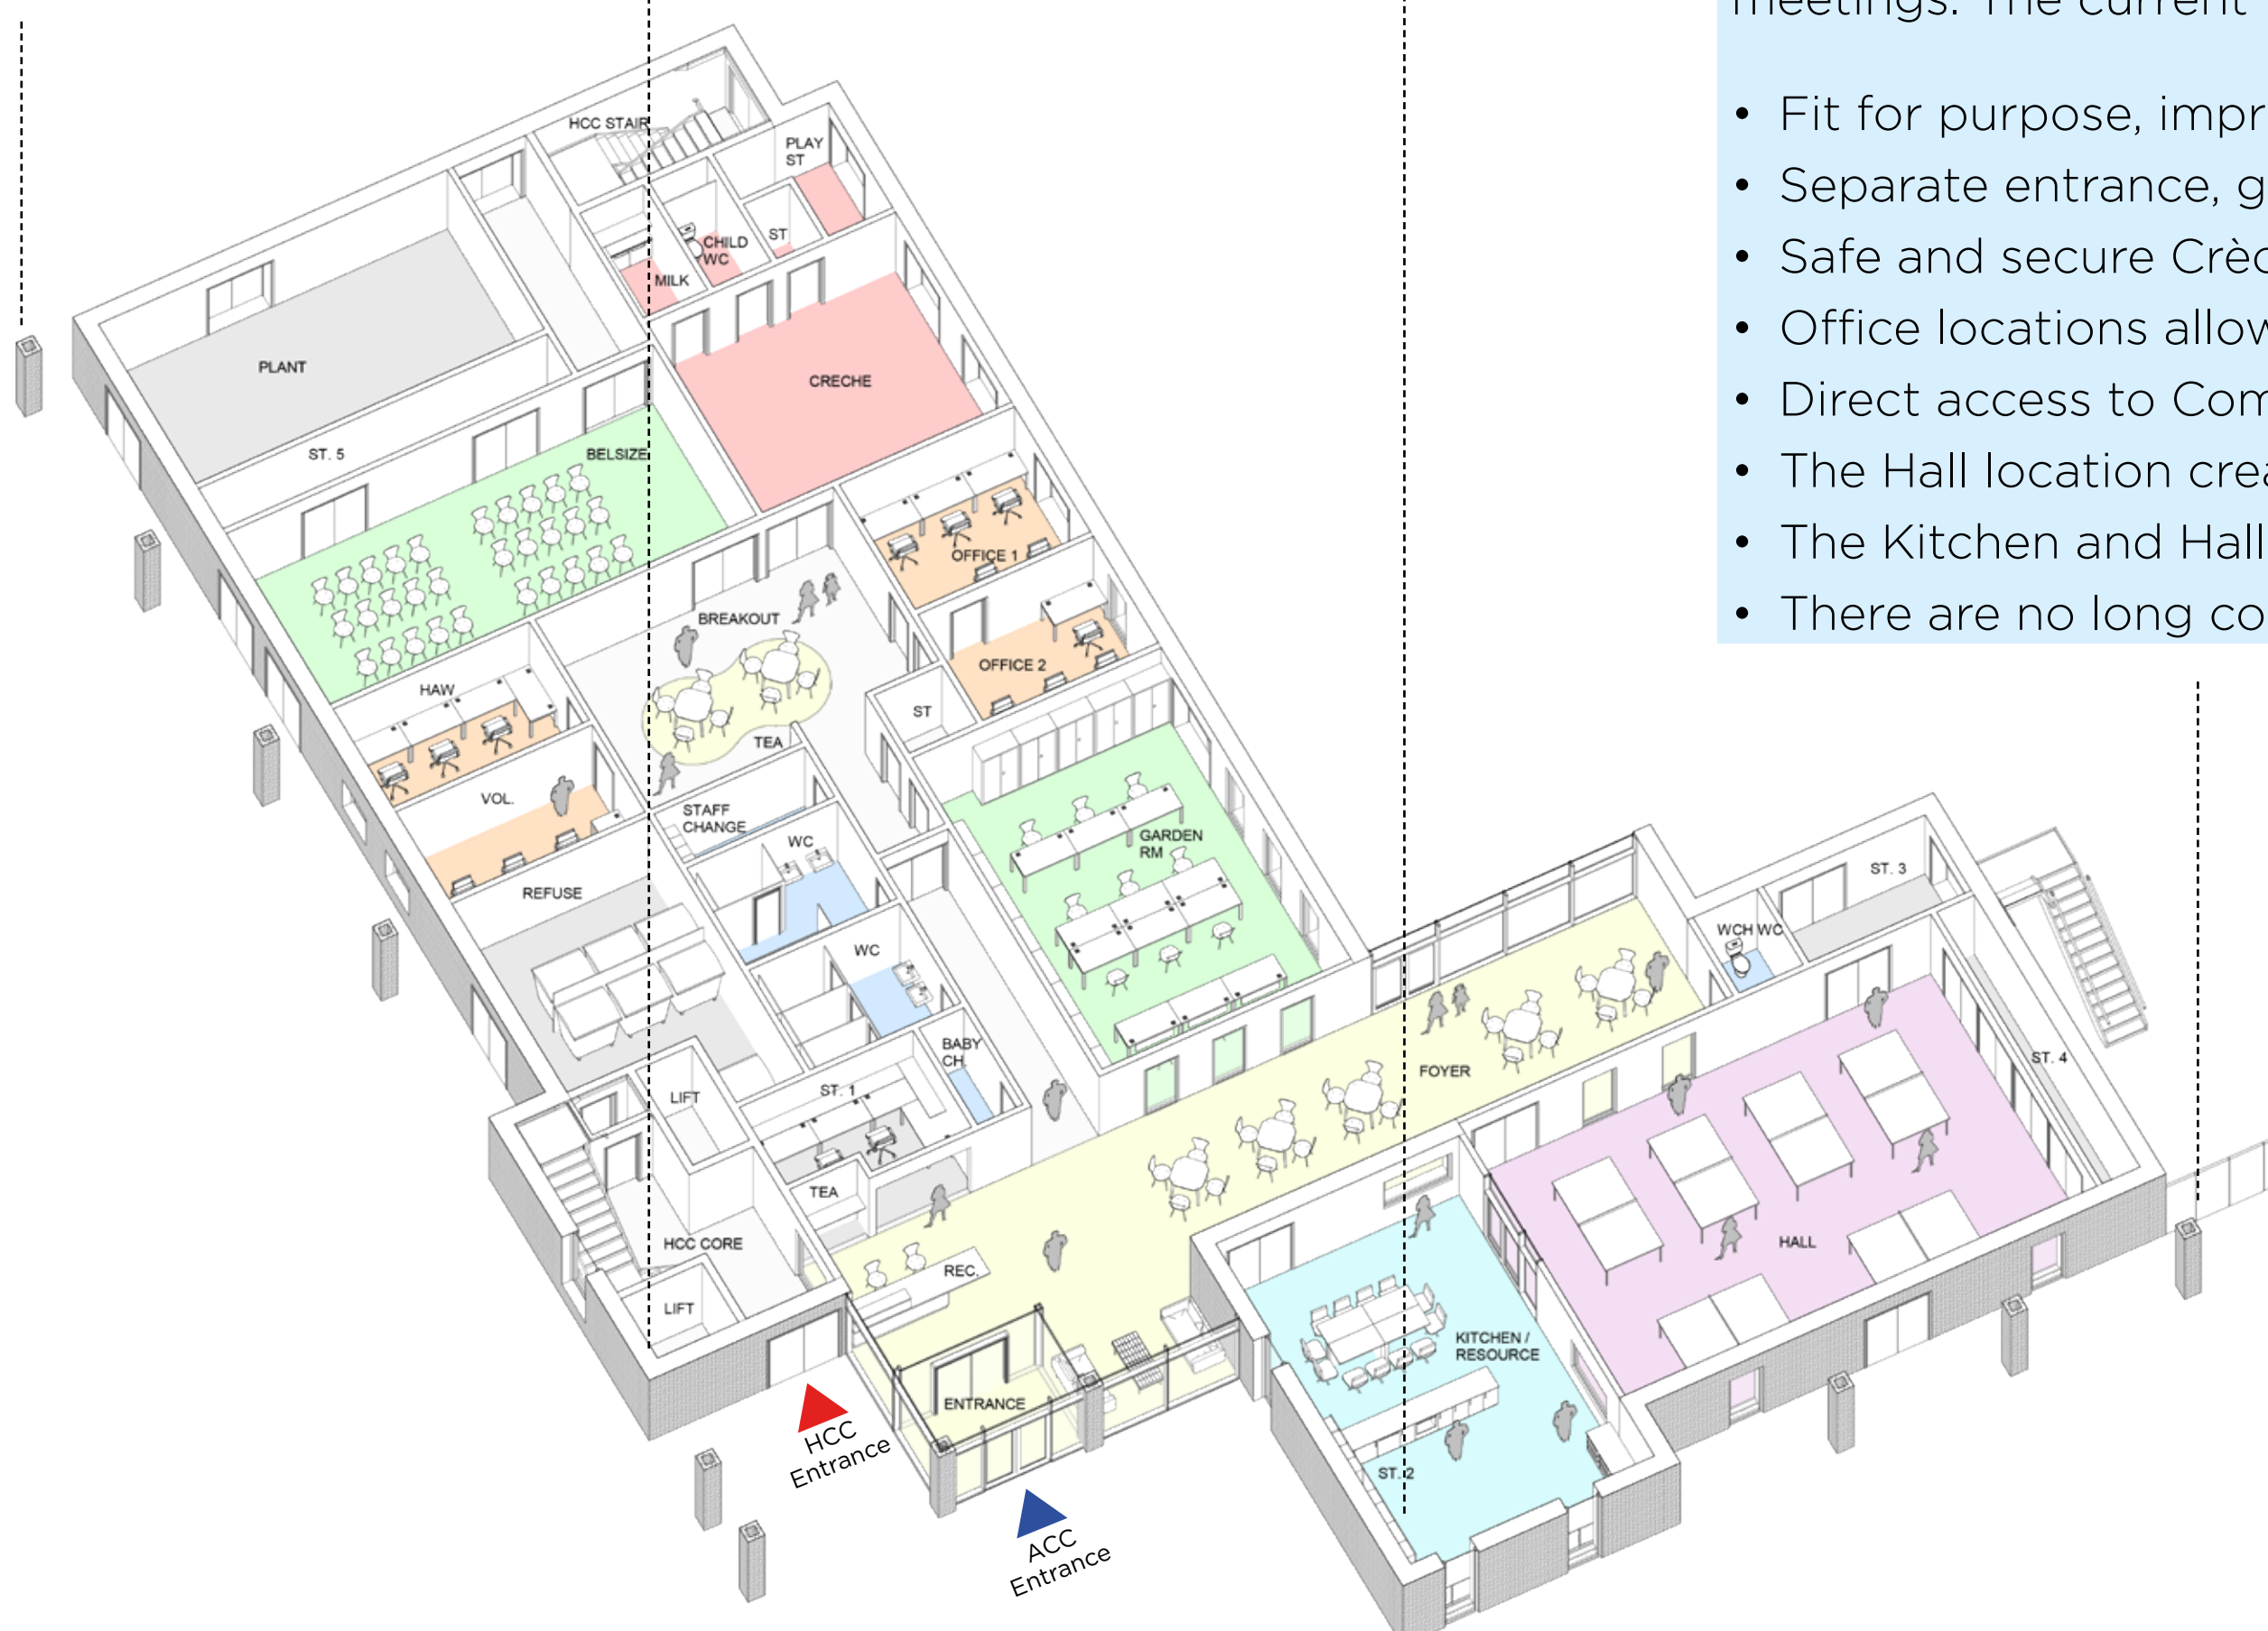 meetings. The current
• Fit for purpose, impr
• Separate entrance, g
• Safe and secure Crèc
• Office locations allow
• Direct access to Com
• The Hall location crea
• The Kitchen and Hall
• There are no long co
HCC STAIR
PLAY
ST
ST
CHILD
WC
MILK
PLANT
CRECHE
ST. 5
BELSIZE
OFFICE 1
BREAKOUT
OFFICE 2
HAW
ST
TEA
VOL.
STAFF
CHANGE
WC
GARDEN
RM
REFUSE
ST. 3
WCH WC
WC
BABY
CH.
ST. 4
FOYER
LIFT
ST. 1
TEA
HCC CORE
HALL
REC.
LIFT
KITCHEN /
RESOURCE
ENTRANCE
ST. 2
HCC
Entrance
ACC
Entrance